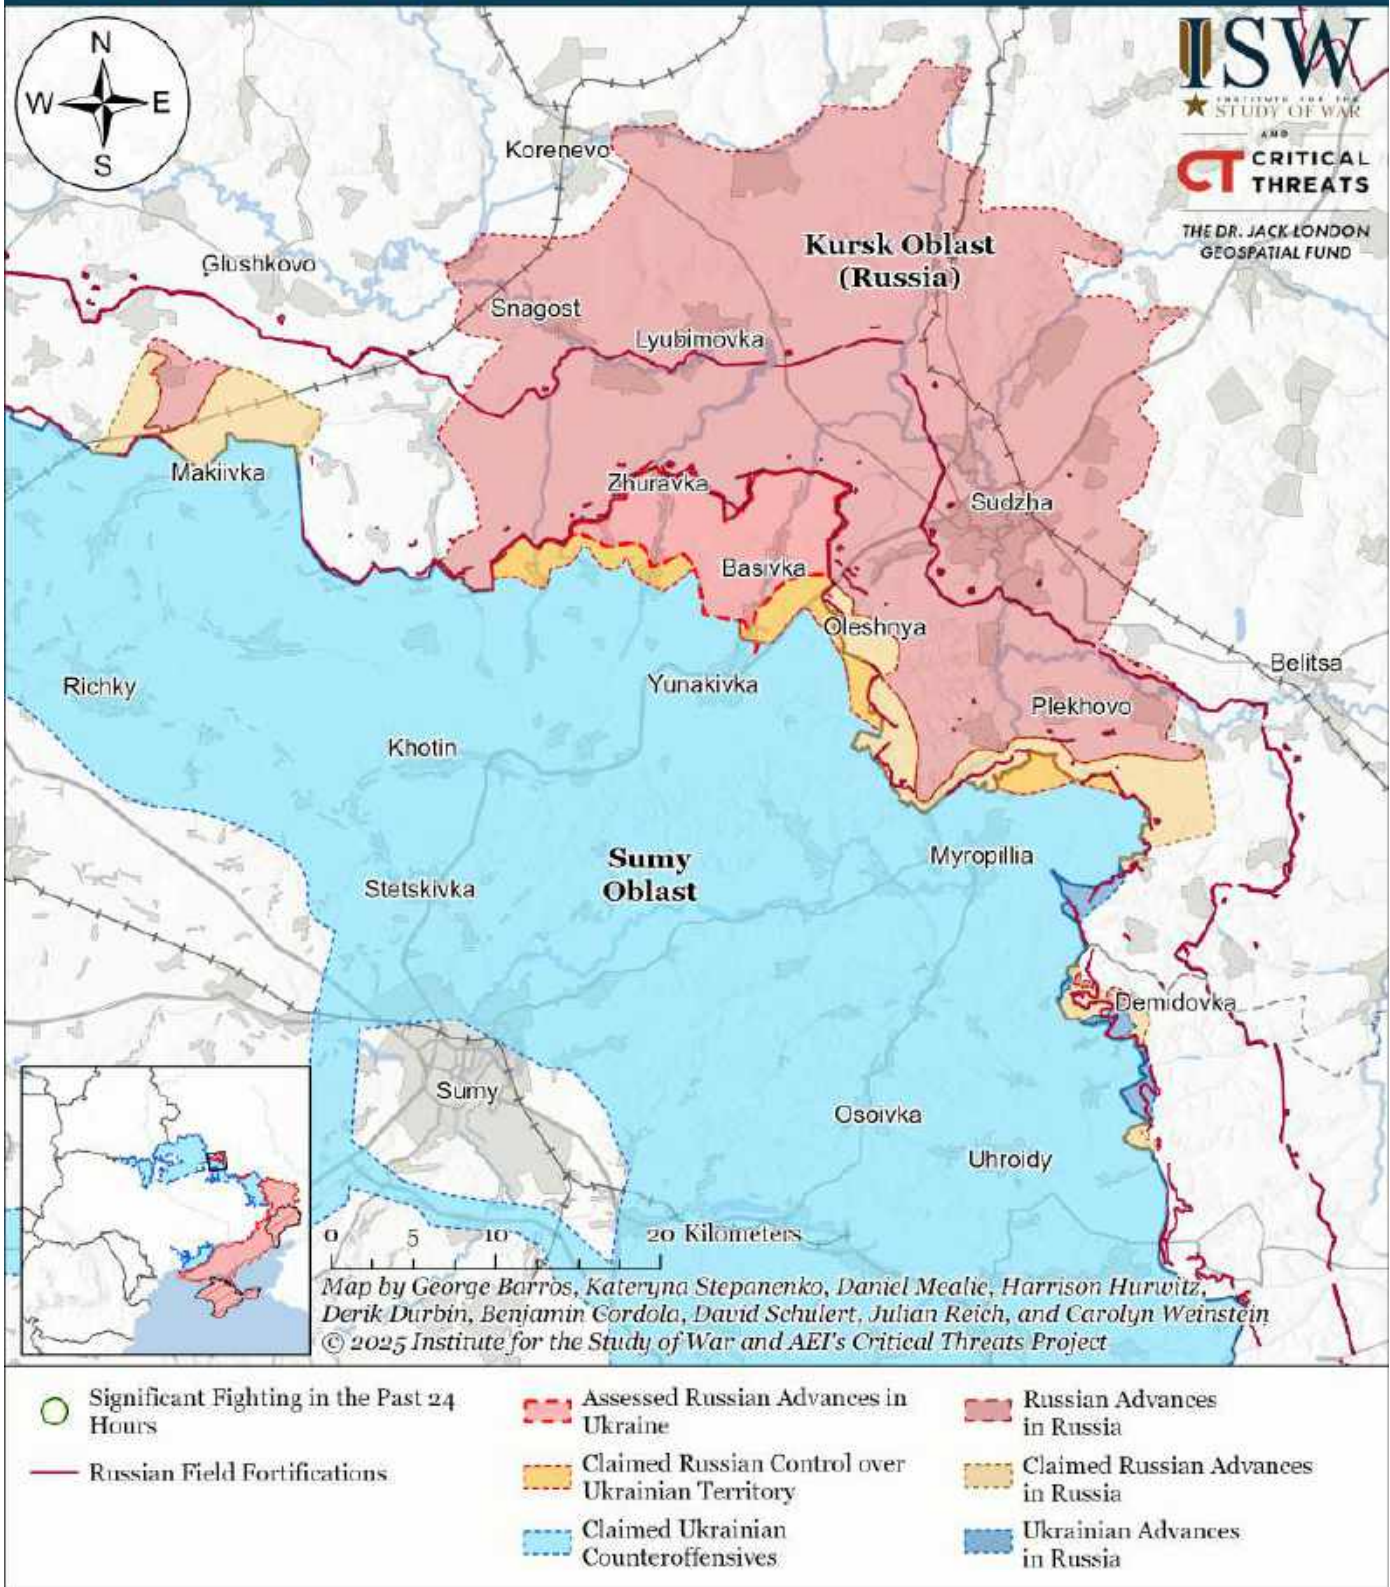 N
W E
S
ISW
INSTITUTE FOR THE
STUDY OF WAR
AND
CT CRITICAL
THREATS
THE DR. JACK LONDON
GEOSPATIAL FUND
Korenevo
Kursk Oblast
(Russia)
Glushkovo
Snagost
Lyubimovka
Makiivka
Zhuravka
Sudzha
Basivka
Oleshnya
Belitsa
Richky
Yunakivka
Plekhovo
Khotin
Sumy
Oblast
Myropillia
Stetskivka
Demidovka
Sumy
Osoivka
Uhroidy
0 5 10 20 Kilometers
Map by George Barros, Kateryna Stepanenko, Daniel Mealie, Harrison Hurwitz,
Derik Durbin, Benjamin Cordola, David Schulert, Julian Reich, and Carolyn Weinstein
© 2025 Institute for the Study of War and AEI's Critical Threats Project
Significant Fighting in the Past 24
Hours
Russian Field Fortifications
Assessed Russian Advances in
Ukraine
Claimed Russian Control over
Ukrainian Territory
Claimed Ukrainian
Counteroffensives
Russian Advances
in Russia
Claimed Russian Advances
in Russia
Ukrainian Advances
in Russia